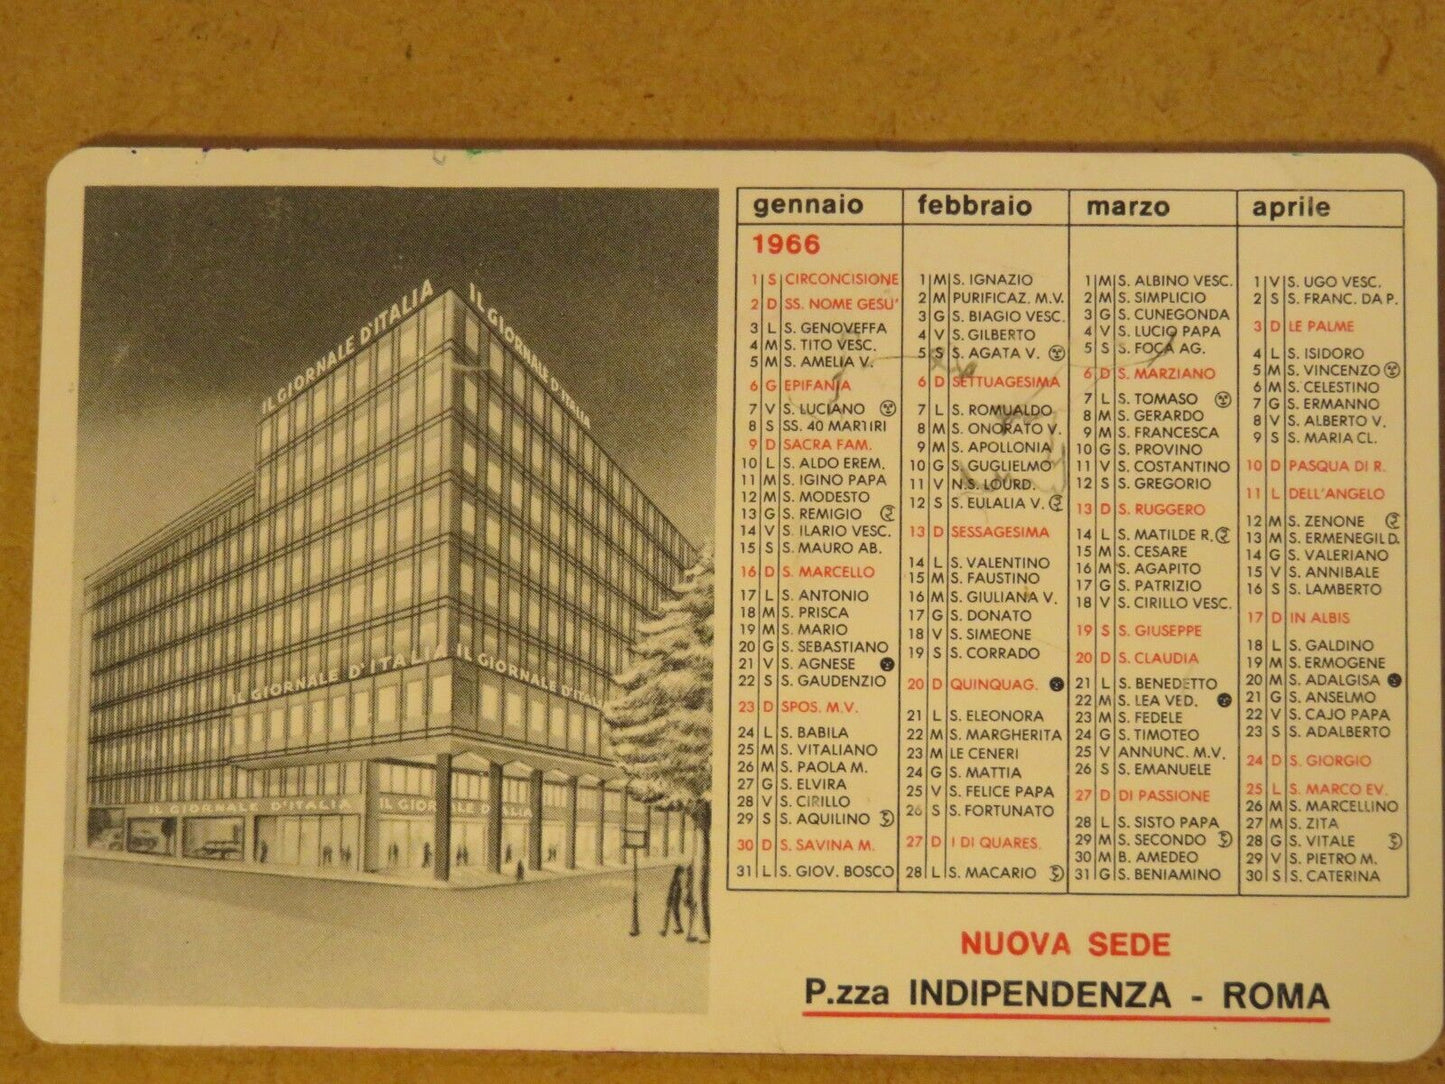 IL GIORNALE D'ITALIA
IL GIORNALE D'ITALIA
IL GIORNALE D'ITALIA
IL GIORNALE D'ITALIA
IL GIORNALE D'ITALIA
IL GIORNALE D'ITALIA
gennaio
1966
1 S CIRCONCISIONE
2 D SS. NOME GESU'
3 L S. GENOVEFFA
4 M S. TITO VESC.
5 M S. AMELIA V.
6 G EPIFANIA
7 V S. LUCIANO
8 S SS. 40 MARTIRI
9 D SACRA FAM.
10 L S. ALDO EREM.
11 M S. IGINO PAPA
12 M S. MODESTO
13 G S. REMIGIO
14 V S. ILARIO VESC.
15 S S. MAURO AB.
16 D S. MARCELLO
17 L S. ANTONIO
18 M S. PRISCA
19 M S. MARIO
20 G S. SEBASTIANO
21 V S. AGNESE
22 S S. GAUDENZIO
23 D SPOS. M.V.
24 L S. BABILA
25 M S. VITALIANO
26 M S. PAOLA M.
27 G S. ELVIRA
28 V S. CIRILLO
29 S S. AQUILINO
30 D S. SAVINA M.
31 L S. GIOV. BOSCO
febbraio
1 M S. IGNAZIO
2 M PURIFICAZ. M.V.
3 G S. BIAGIO VESC.
4 V S. GILBERTO
5 S S. AGATA V.
6 D SETTUAGESIMA
7 L S. ROMUALDO
8 M S. ONORATO V.
9 M S. APOLLONIA
10 G S. GUGLIELMO
11 V N.S. LOURD.
12 S S. EULALIA V.
13 D SESSAGESIMA
14 L S. VALENTINO
15 M S. FAUSTINO
16 M S. GIULIANA V.
17 G S. DONATO
18 V S. SIMEONE
19 S S. CORRADO
20 D QUINQUAG.
21 L S. ELEONORA
22 M S. MARGHERITA
23 M LE CENERI
24 G S. MATTIA
25 V S. FELICE PAPA
26 S S. FORTUNATO
27 D I DI QUARES.
28 L S. MACARIO
marzo
1 M S. ALBINO VESC.
2 M S. SIMPLICIO
3 G S. CUNEGONDA
4 V S. LUCIO PAPA
5 S S. FOCA AG.
6 D S. MARZIANO
7 L S. TOMASO
8 M S. GERARDO
9 M S. FRANCESCA
10 G S. PROVINO
11 V S. COSTANTINO
12 S S. GREGORIO
13 D S. RUGGERO
14 L S. MATILDE R.
15 M S. CESARE
16 M S. AGAPITO
17 G S. PATRIZIO
18 V S. CIRILLO VESC.
19 S S. GIUSEPPE
20 D S. CLAUDIA
21 L S. BENEDETTO
22 M S. LEA VED.
23 M S. FEDELE
24 G S. TIMOTEO
25 V ANNUNC. M.V.
26 S S. EMANUELE
27 D DI PASSIONE
28 L S. SISTO PAPA
29 M S. SECONDO
30 M B. AMEDEO
31 G S. BENIAMINO
aprile
1 V S. UGO VESC.
2 S S. FRANC. DA P.
3 D LE PALME
4 L S. ISIDORO
5 M S. VINCENZO
6 M S. CELESTINO
7 G S. ERMANNO
8 V S. ALBERTO V.
9 S S. MARIA CL.
10 D PASQUA DI R.
11 L DELL'ANGELO
12 M S. ZENONE
13 M S. ERMENEGILD.
14 G S. VALERIANO
15 V S. ANNIBALE
16 S S. LAMBERTO
17 D IN ALBIS
18 L S. GALDINO
19 M S. ERMOGENE
20 M S. ADALGISA
21 G S. ANSELMO
22 V S. CAJO PAPA
23 S S. ADALBERTO
24 D S. GIORGIO
25 L S. MARCO EV.
26 M S. MARCELLINO
27 M S. ZITA
28 G S. VITALE
29 V S. PIETRO M.
30 S S. CATERINA
NUOVA SEDE
P.zza INDIPENDENZA - ROMA